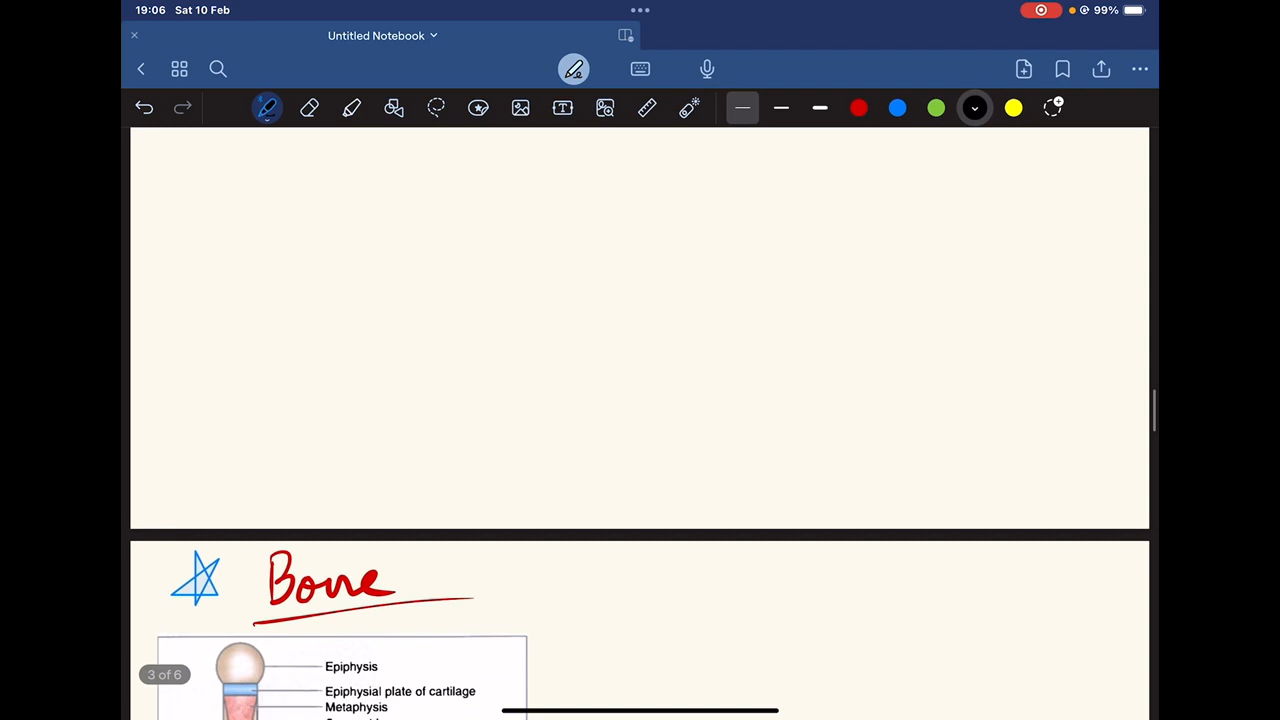 19:06 Sat 10 Feb
99%
Untitled Notebook
Bone
Epiphysis
Epiphysial plate of cartilage
Metaphysis
3 of 6